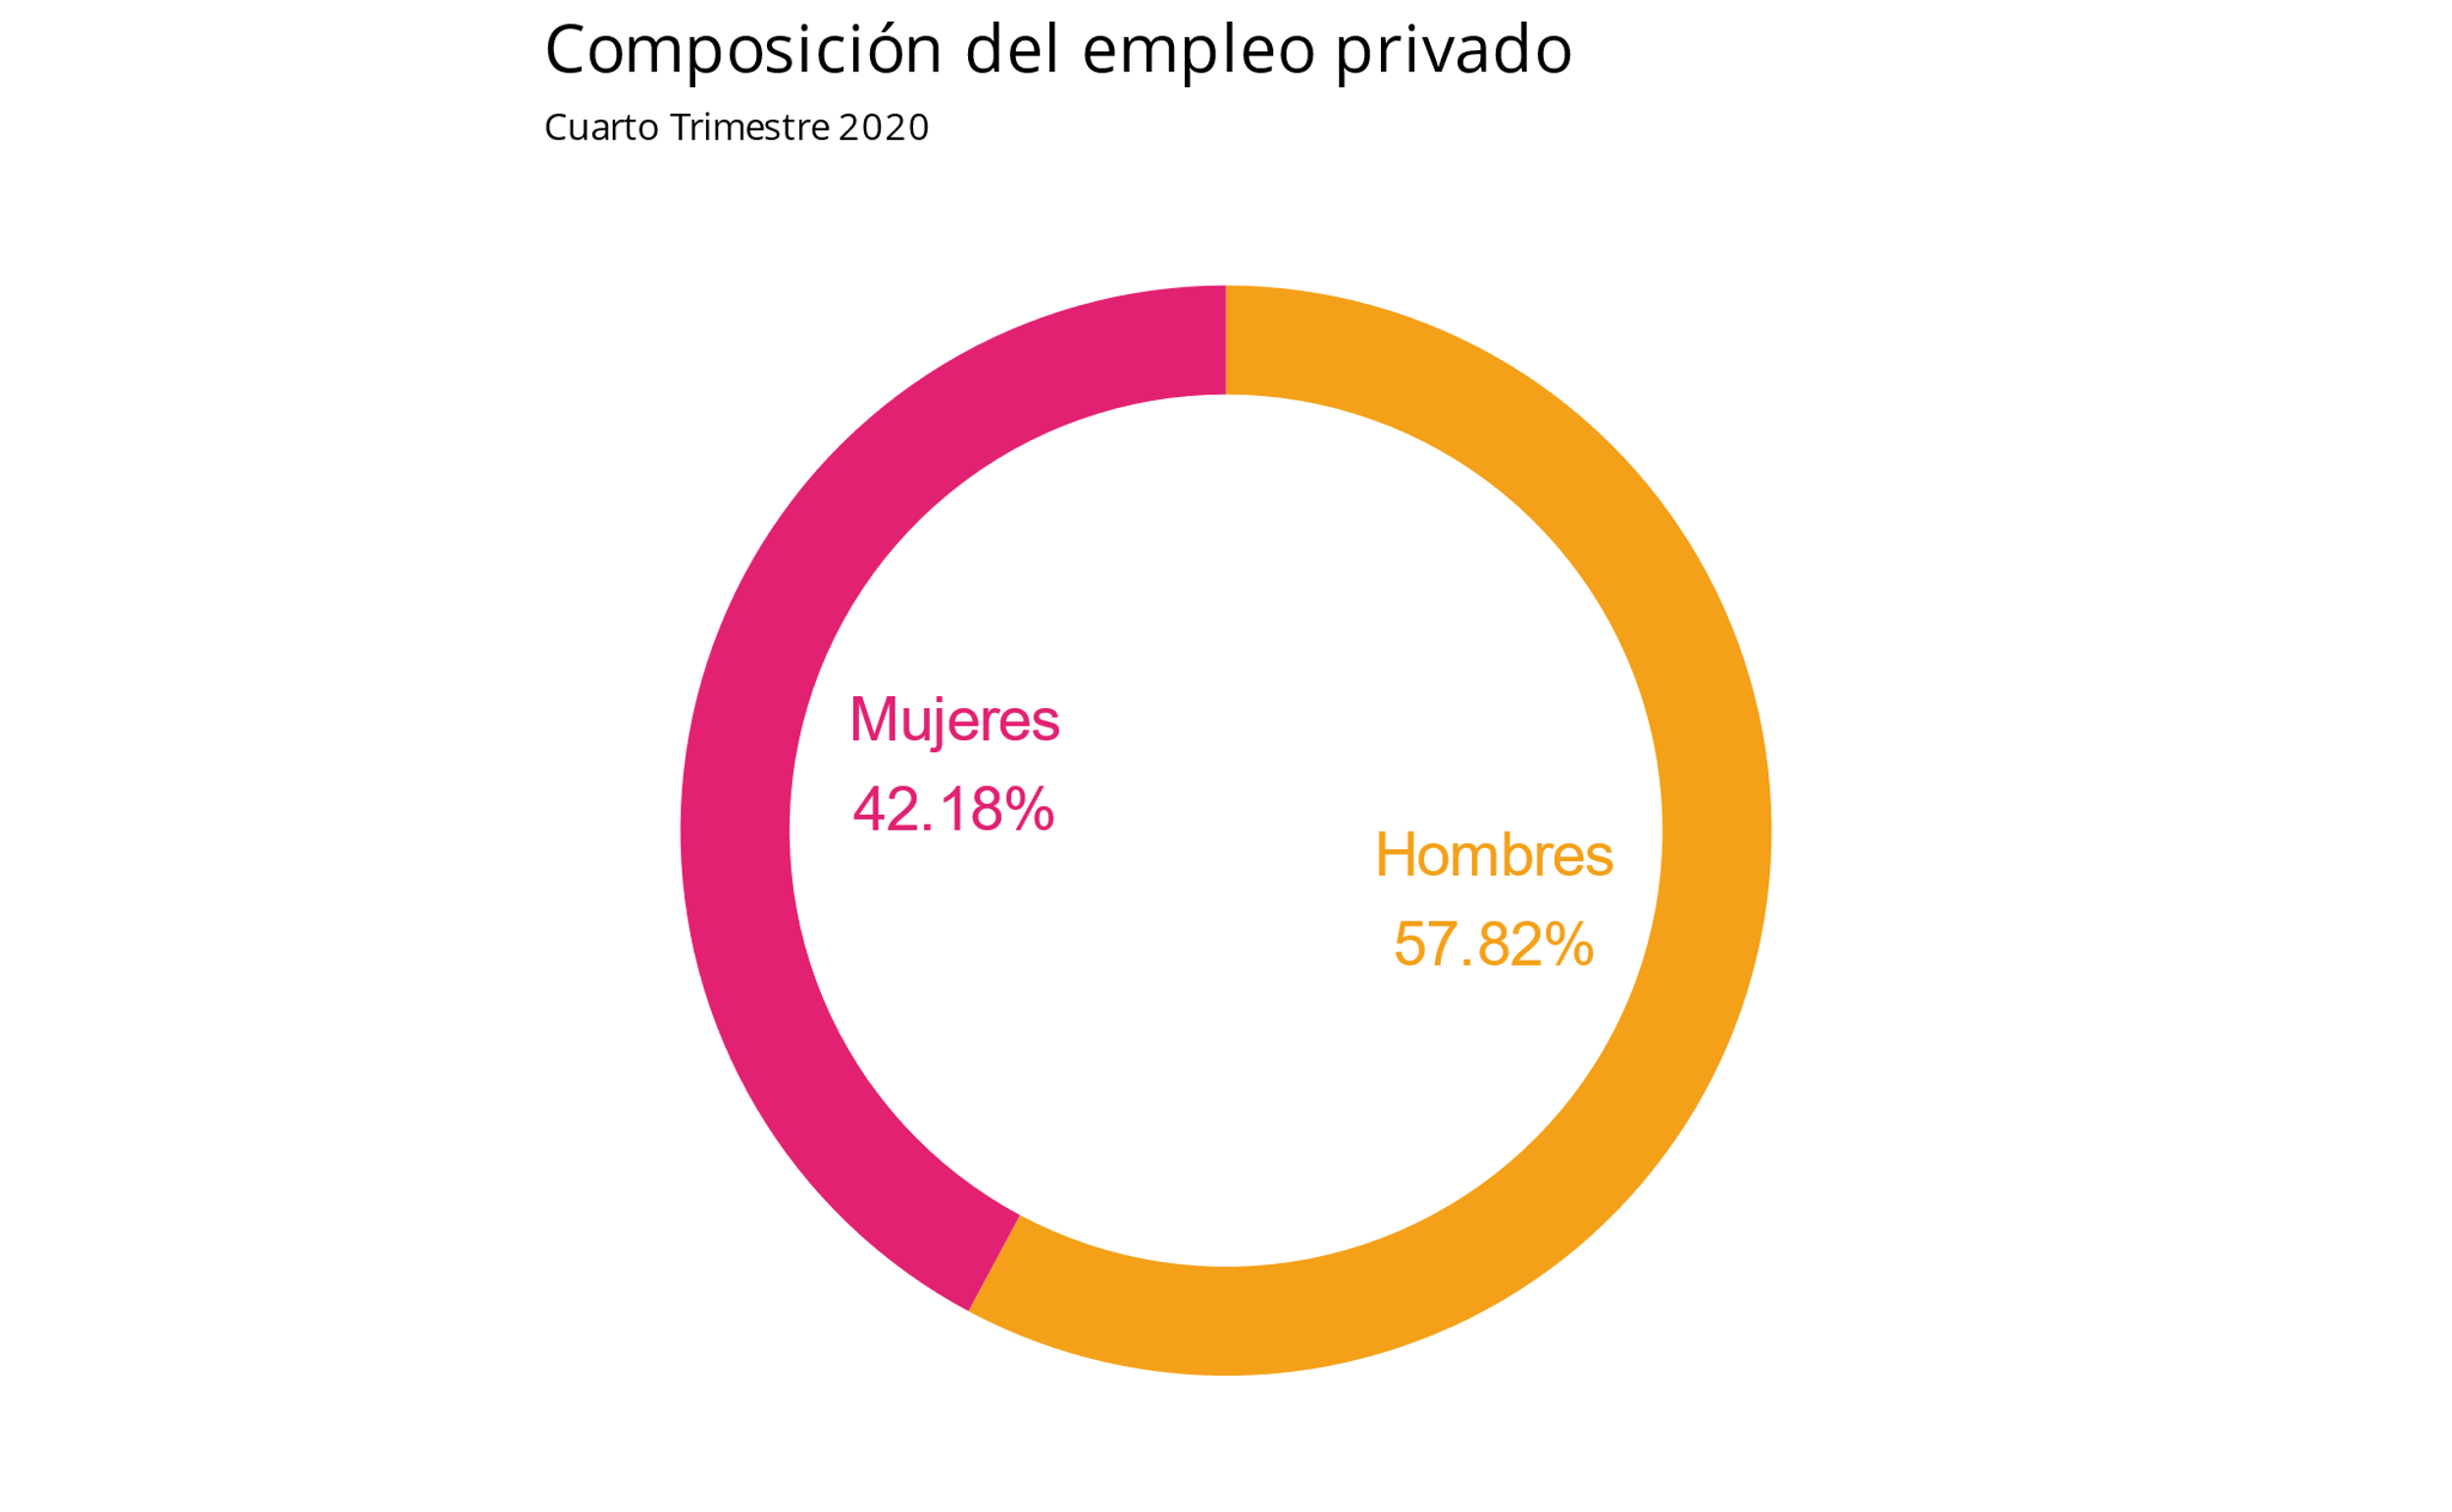 Composición del empleo privado
Cuarto Trimestre 2020
Mujeres
42.18%
Hombres
57.82%